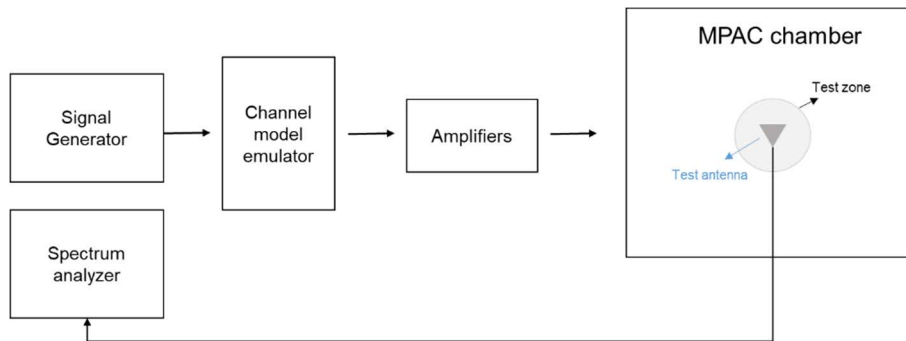 Signal
Generator
Channel
model
emulator
Amplifiers
MPAC chamber
Test zone
Test antenna
Spectrum
analyzer